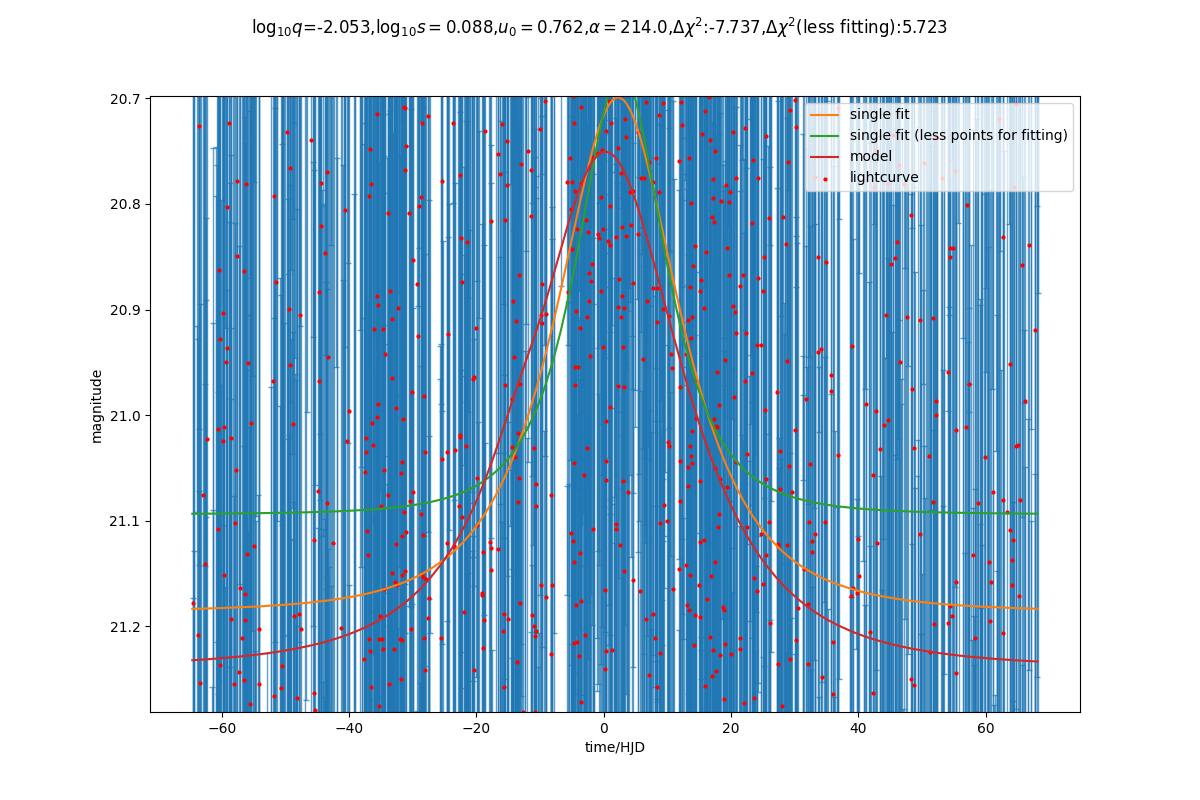 log₁₀q=-2.053,log₁₀s = 0.088,u₀ = 0.762,α = 214.0,Δχ²:-7.737,Δχ²(less fitting):5.723
20.7
20.8
20.9
21.0
21.1
21.2
magnitude
single fit
single fit (less points for fitting)
model
lightcurve
−60
−40
−20
0
20
40
60
time/HJD